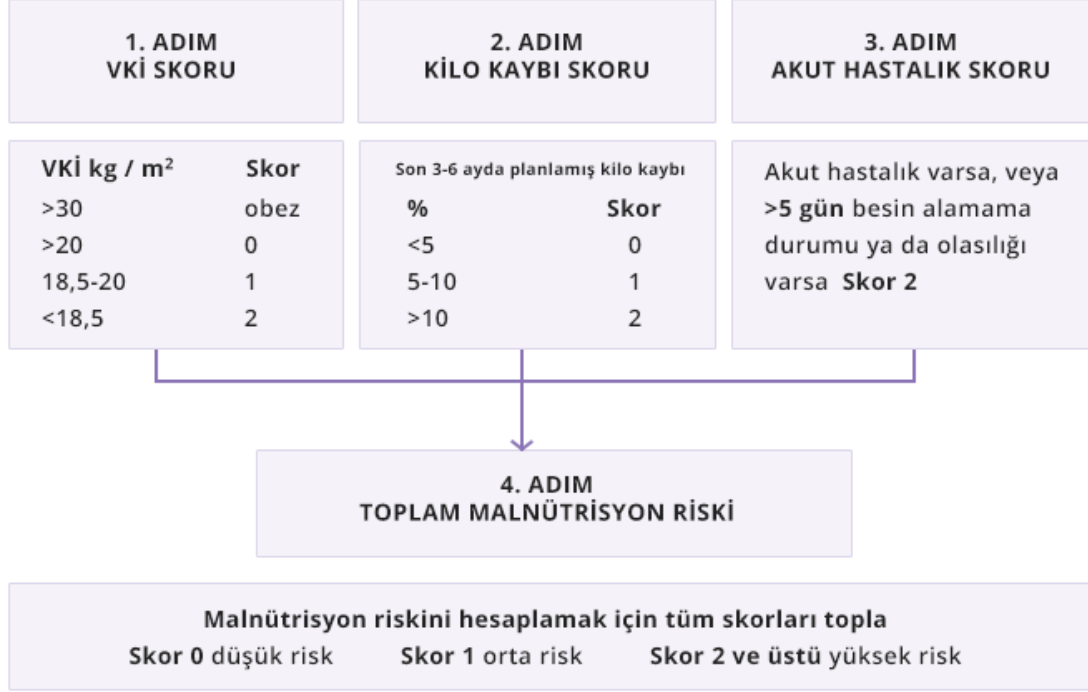 1. ADIM
VKİ SKORU
2. ADIM
KİLO KAYBI SKORU
3. ADIM
AKUT HASTALIK SKORU
VKİ kg / m² Skor
>30 obez
>20 0
18,5-20 1
<18,5 2
Son 3-6 ayda planlamış kilo kaybı
% Skor
<5 0
5-10 1
>10 2
Akut hastalık varsa, veya
>5 gün besin alamama
durumu ya da olasılığı
varsa Skor 2
4. ADIM
TOPLAM MALNÜTRİSYON RİSKİ
Malnütrisyon riskini hesaplamak için tüm skorları topla
Skor 0 düşük risk Skor 1 orta risk Skor 2 ve üstü yüksek risk